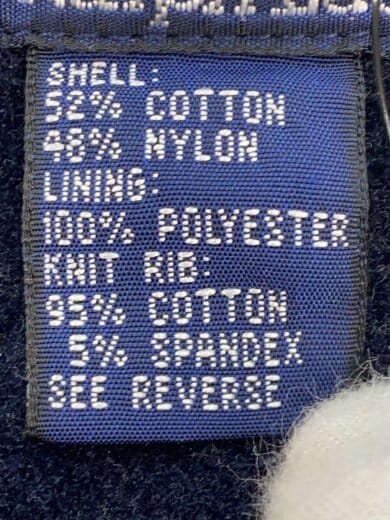 SHELL:
52% COTTON
48% NYLON
LINING:
100% POLYESTER
KNIT RIB:
95% COTTON
5% SPANDEX
SEE REVERSE